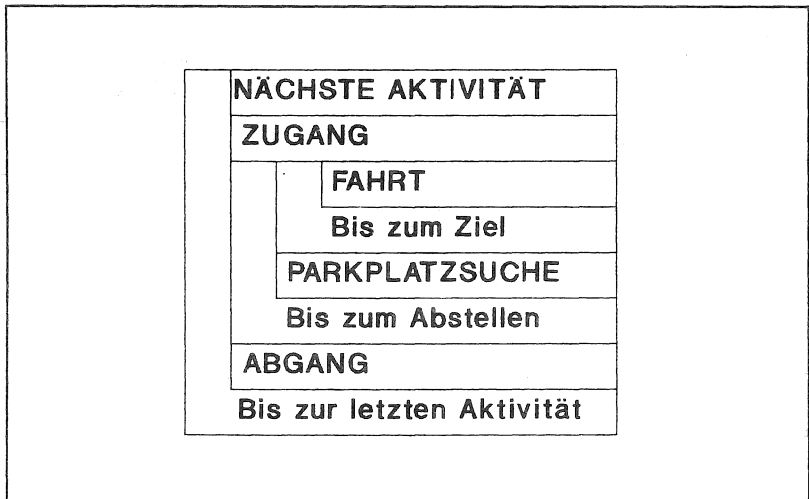 NÄCHSTE AKTIVITÄT
ZUGANG
FAHRT
Bis zum Ziel
PARKPLATZSUCHE
Bis zum Abstellen
ABGANG
Bis zur letzten Aktivität